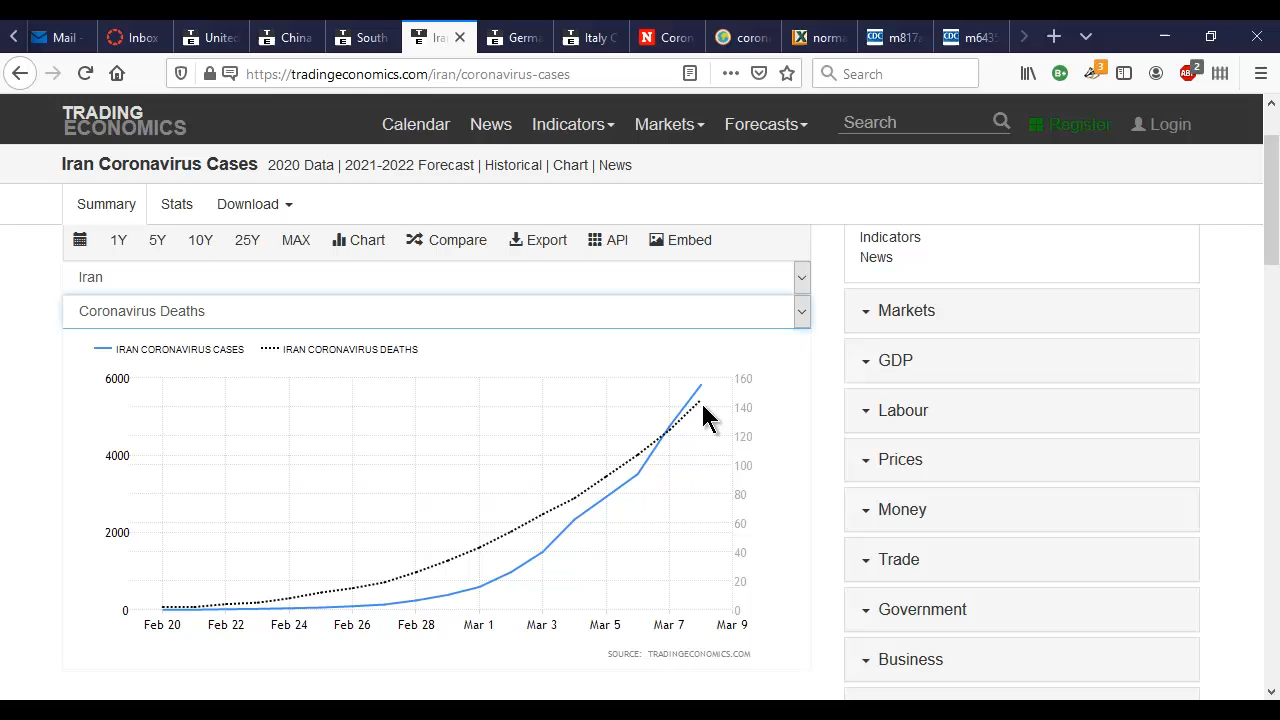 Mail - Inbox United China South Ira Germ Italy C Coron coron norma m817a m6435
https://tradingeconomics.com/iran/coronavirus-cases Search 3 2
TRADING
ECONOMICS
Calendar News Indicators Markets Forecasts Search Register Login
Iran Coronavirus Cases 2020 Data | 2021-2022 Forecast | Historical | Chart | News
Summary Stats Download
1Y 5Y 10Y 25Y MAX Chart Compare Export API Embed
Iran
Coronavirus Deaths
IRAN CORONAVIRUS CASES IRAN CORONAVIRUS DEATHS
6000 160
140
120
4000 100
80
2000 60
40
20
0 0
Feb 20 Feb 22 Feb 24 Feb 26 Feb 28 Mar 1 Mar 3 Mar 5 Mar 7 Mar 9
SOURCE: TRADINGECONOMICS.COM
Indicators
News
Markets
GDP
Labour
Prices
Money
Trade
Government
Business